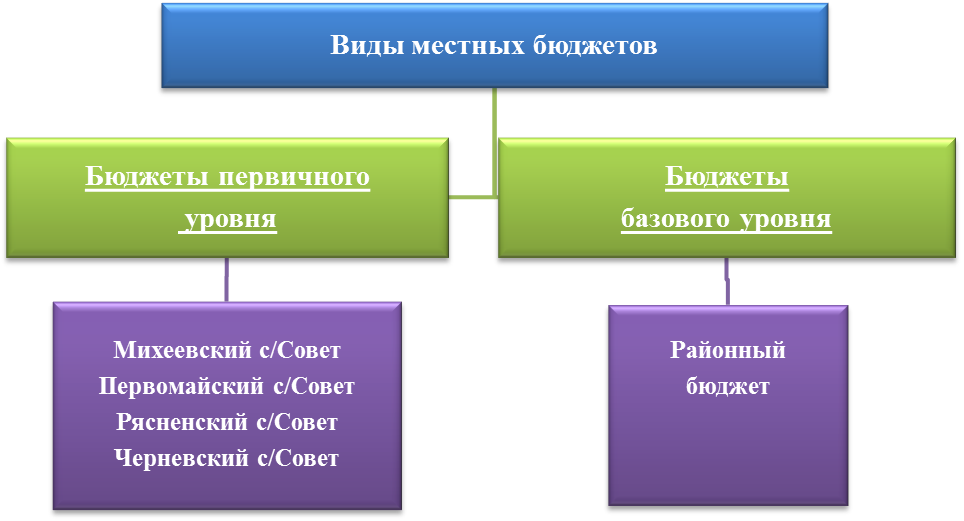 Виды местных бюджетов
Бюджеты первичного
уровня
Бюджеты
базового уровня
Михеевский с/Совет
Первомайский с/Совет
Рясненский с/Совет
Черневский с/Совет
Районный
бюджет